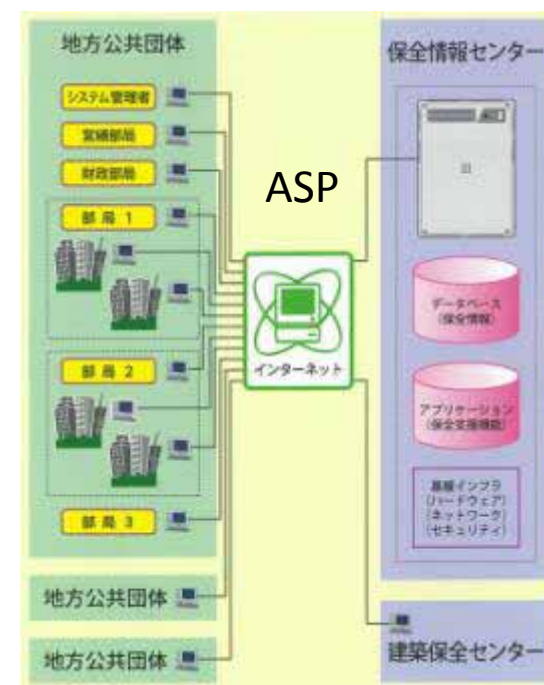 地方公共団体
システム管理者
営繕部局
財政部局
部局1
部局2
部局3
地方公共団体
地方公共団体
ASP
インターネット
保全情報センター
データベース
(保全情報)
アプリケーション
(保全支援機能)
基盤インフラ
(ハードウェア)
(ネットワーク)
(セキュリティ)
建築保全センター